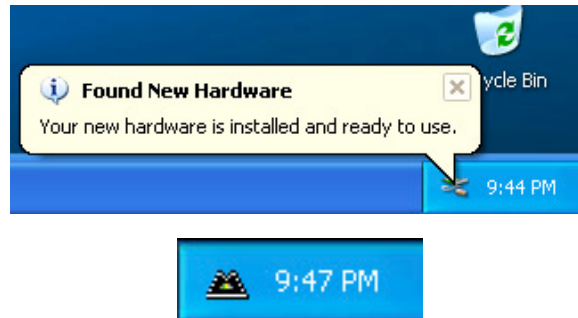 Found New Hardware
Your new hardware is installed and ready to use.
ycle Bin
9:44 PM
9:47 PM